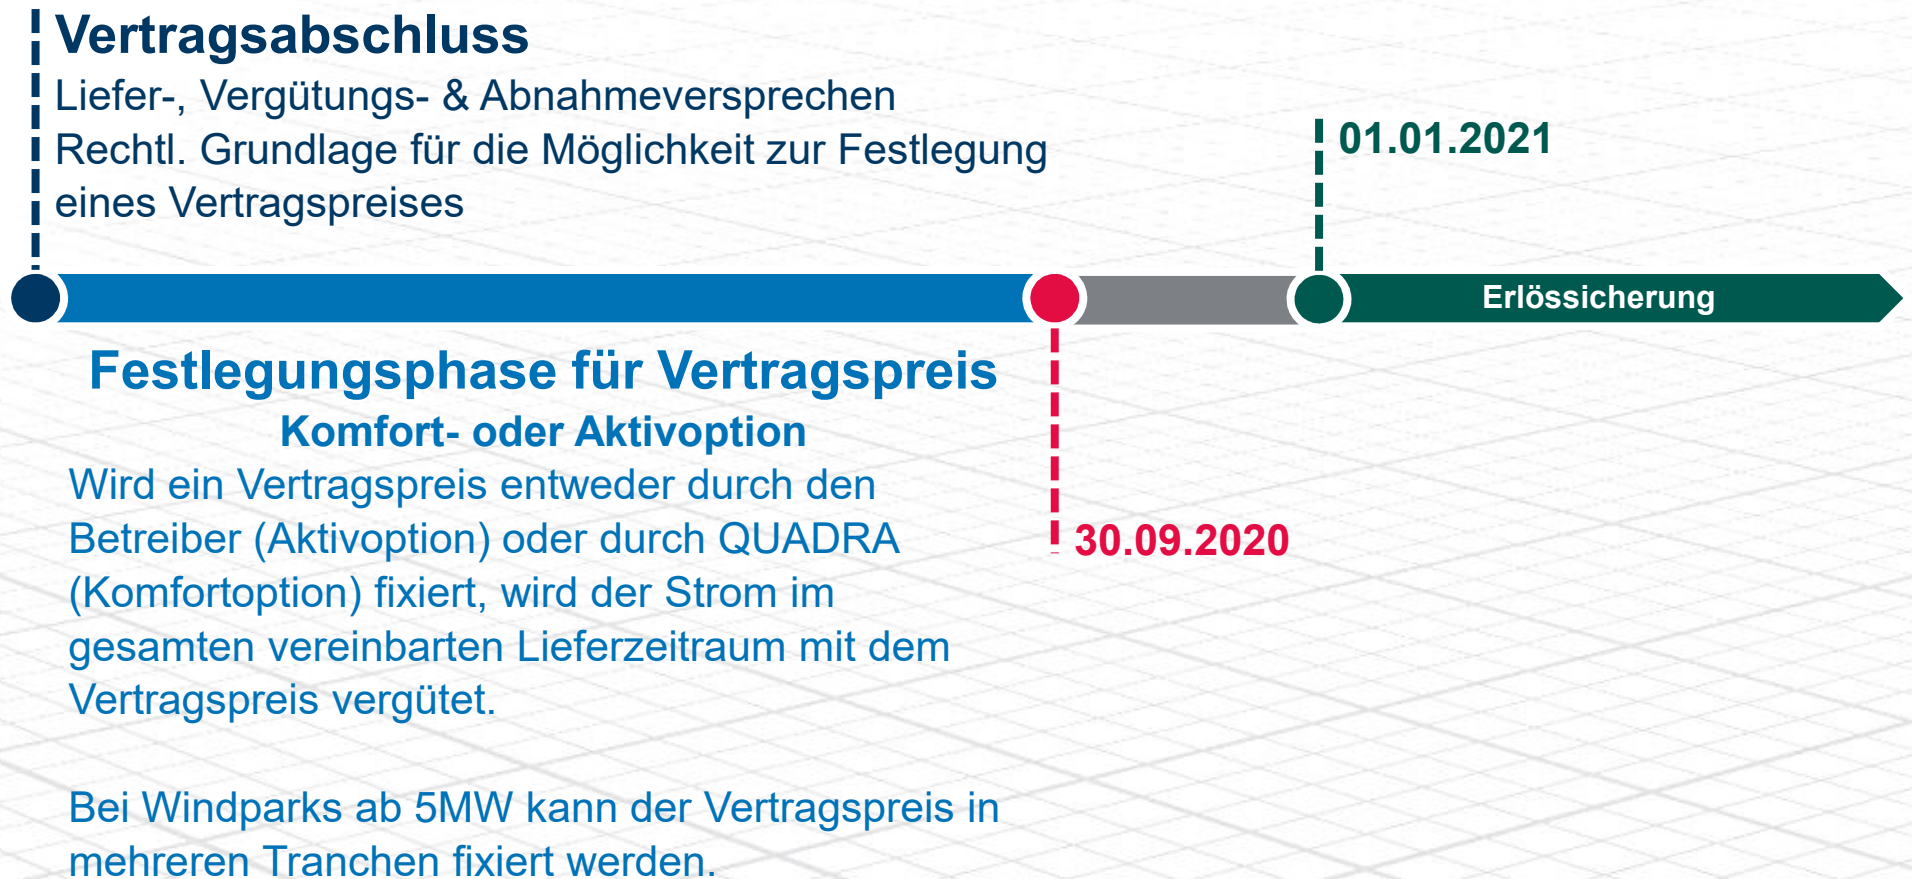 Vertragsabschluss
Liefer-, Vergütungs- & Abnahmeversprechen
Rechtl. Grundlage für die Möglichkeit zur Festlegung
eines Vertragspreises
01.01.2021
Erlössicherung
Festlegungsphase für Vertragspreis
Komfort- oder Aktivoption
Wird ein Vertragspreis entweder durch den
Betreiber (Aktivoption) oder durch QUADRA
(Komfortoption) fixiert, wird der Strom im
gesamten vereinbarten Lieferzeitraum mit dem
Vertragspreis vergütet.
30.09.2020
Bei Windparks ab 5MW kann der Vertragspreis in
mehreren Tranchen fixiert werden.